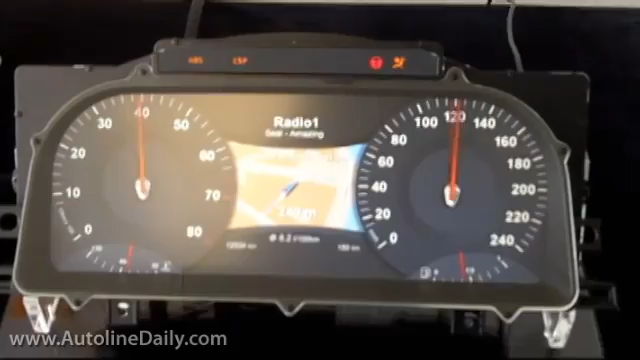 ABS ESP
Radio1
Seal - Amazing
0 10 20 30 40 50 60 70 80
0 20 40 60 80 100 120 140 160 180 200 220 240
www.AutolineDaily.com